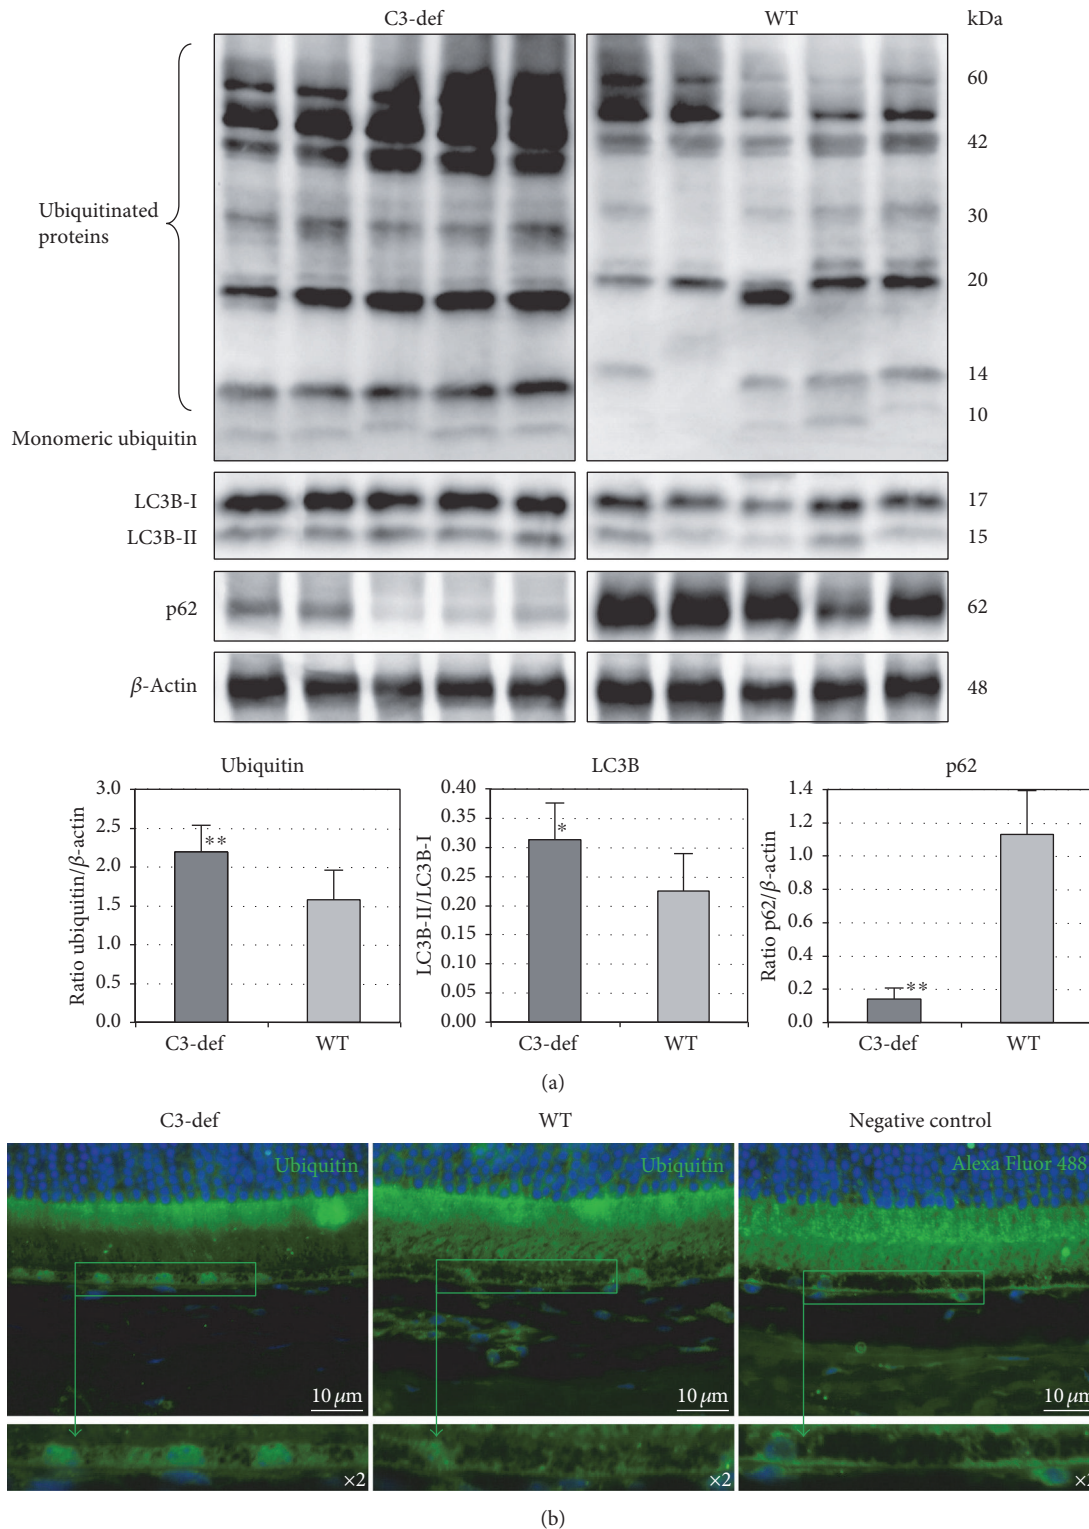 C3-def WT kDa
60
42
Ubiquitinated
proteins
30
20
14
10
Monomeric ubiquitin
LC3B-I 17
LC3B-II 15
p62 62
β-Actin 48
Ubiquitin
Ratio ubiquitin/β-actin
3.0
2.5
2.0
1.5
1.0
0.5
0.0
**
C3-def WT
LC3B
LC3B-II/LC3B-I
0.40
0.35
0.30
0.25
0.20
0.15
0.10
0.05
0.00
*
C3-def WT
p62
Ratio p62/β-actin
1.4
1.2
1.0
0.8
0.6
0.4
0.2
0.0
**
C3-def WT
(a)
C3-def WT Negative control
Ubiquitin Ubiquitin Alexa Fluor 488
10 μm 10 μm 10 μm
×2 ×2 ×2
(b)